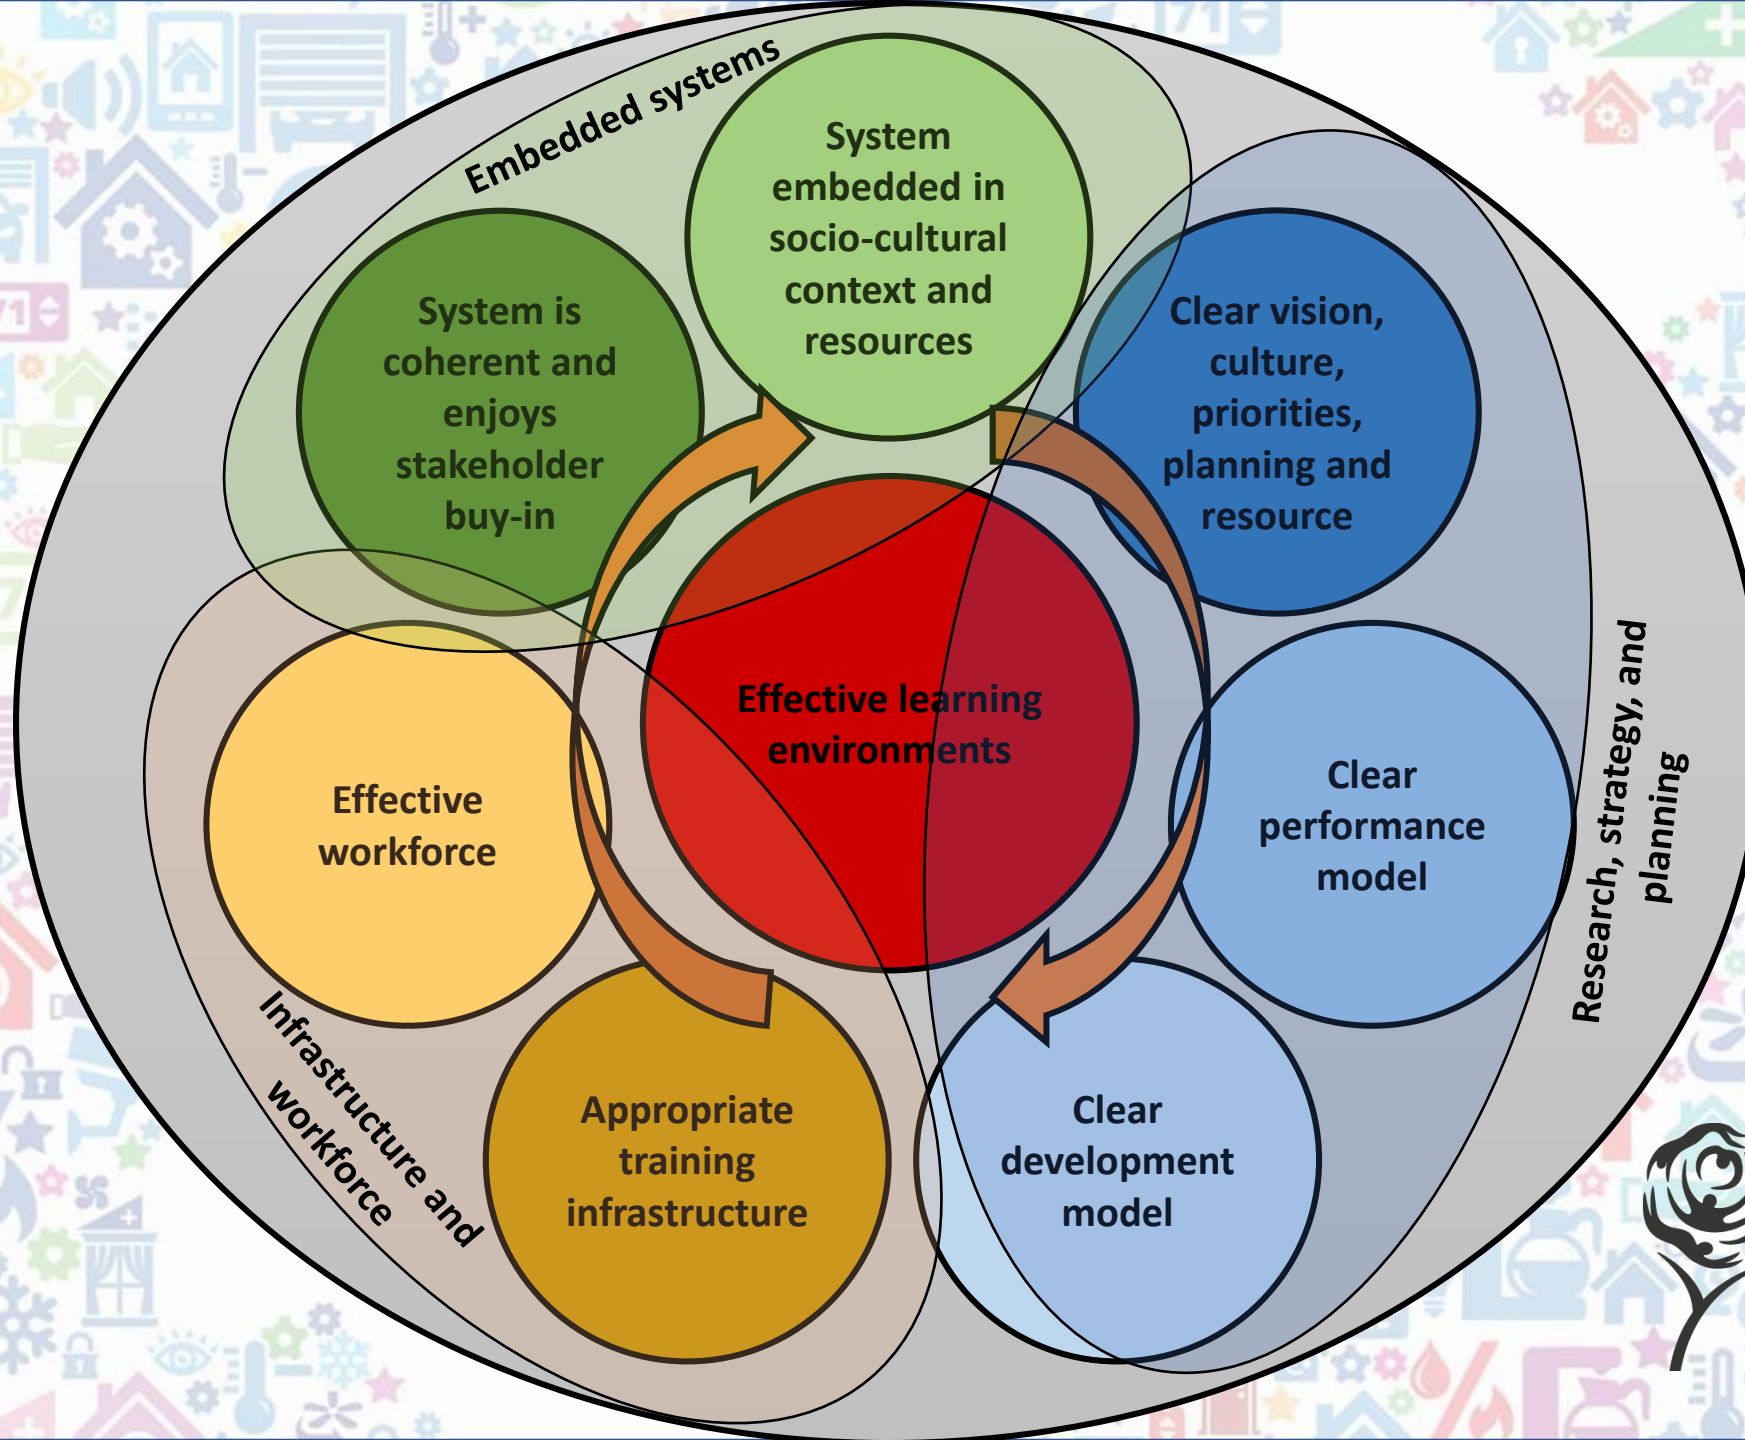 Embedded systems
System
embedded in
socio-cultural
context and
resources
System is
coherent and
enjoys
stakeholder
buy-in
Clear vision,
culture,
priorities,
planning and
resource
Effective learning
environments
Effective
workforce
Clear
performance
model
Research, strategy, and
planning
Infrastructure and
workforce
Appropriate
training
infrastructure
Clear
development
model
71
71